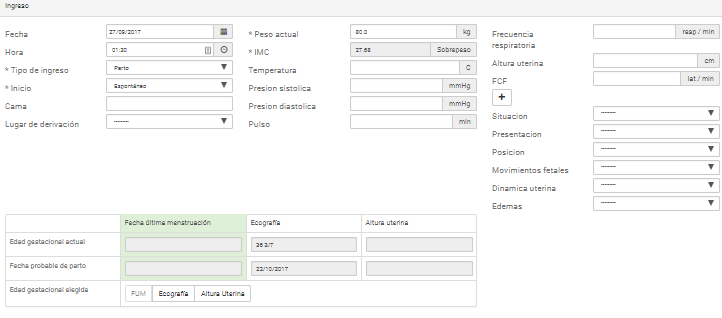 Ingreso
Fecha 27/09/2017
Hora 01:30
* Tipo de ingreso Parto
* Inicio Espontáneo
Cama
Lugar de derivación --------
* Peso actual 80.0 kg
* IMC 27.68 Sobrepeso
Temperatura C
Presion sistolica mmHg
Presion diastolica mmHg
Pulso min
Frecuencia respiratoria resp / min
Altura uterina cm
FCF lat / min
+
Situacion --------
Presentacion --------
Posicion --------
Movimientos fetales --------
Dinamica uterina --------
Edemas --------
Fecha última menstruación Ecografía Altura uterina
Edad gestacional actual 36 3/7
Fecha probable de parto 22/10/2017
Edad gestacional elegida FUM Ecografía Altura Uterina